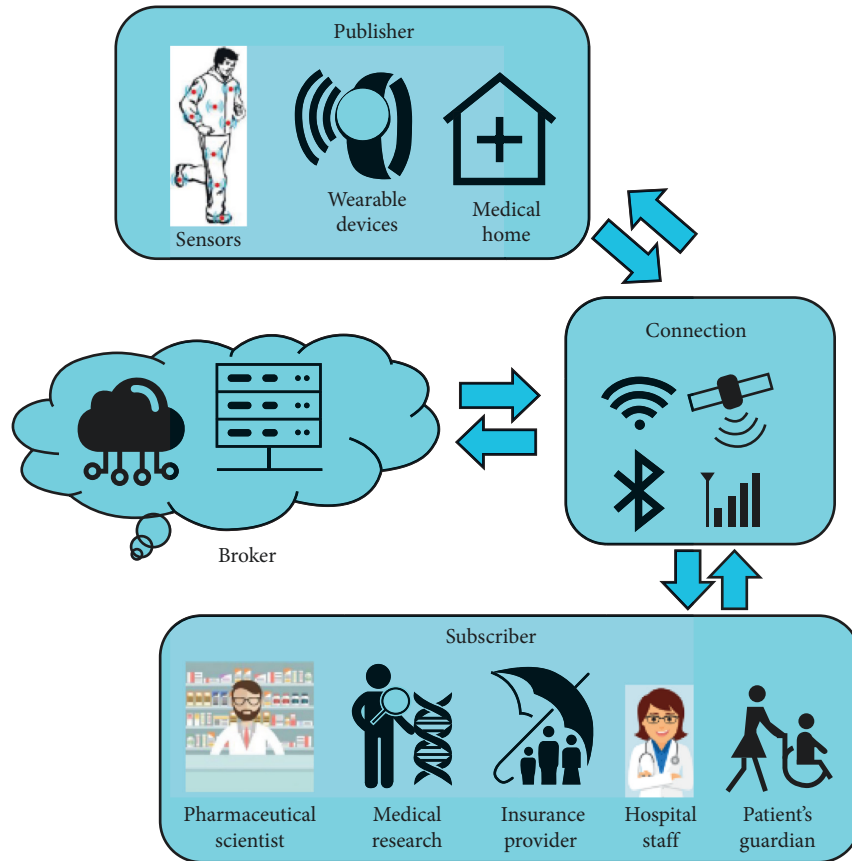 Publisher
Sensors
Wearable
devices
Medical
home
Connection
Broker
Subscriber
Pharmaceutical
scientist
Medical
research
Insurance
provider
Hospital
staff
Patient's
guardian